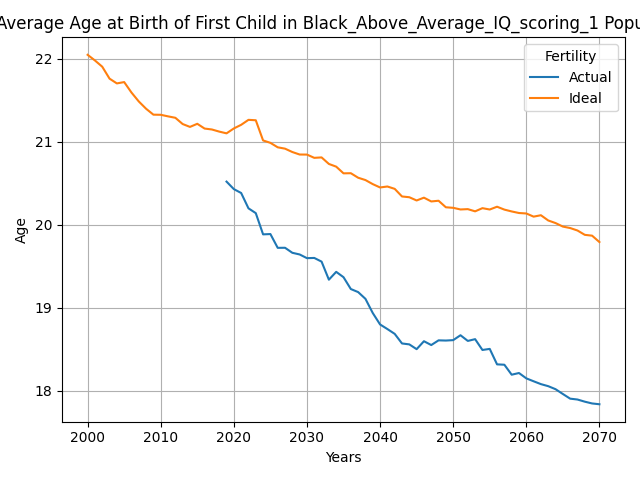 Average Age at Birth of First Child in Black_Above_Average_IQ_scoring_1
Fertility
Actual
Ideal
22
21
20
19
18
Age
2000 2010 2020 2030 2040 2050 2060 2070
Years